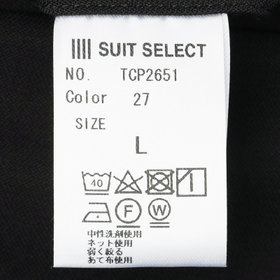 SUIT SELECT
NO. TCP2651
Color 27
SIZE
L
40
F W
中性洗剤使用
ネット使用
弱く絞る
あて布使用